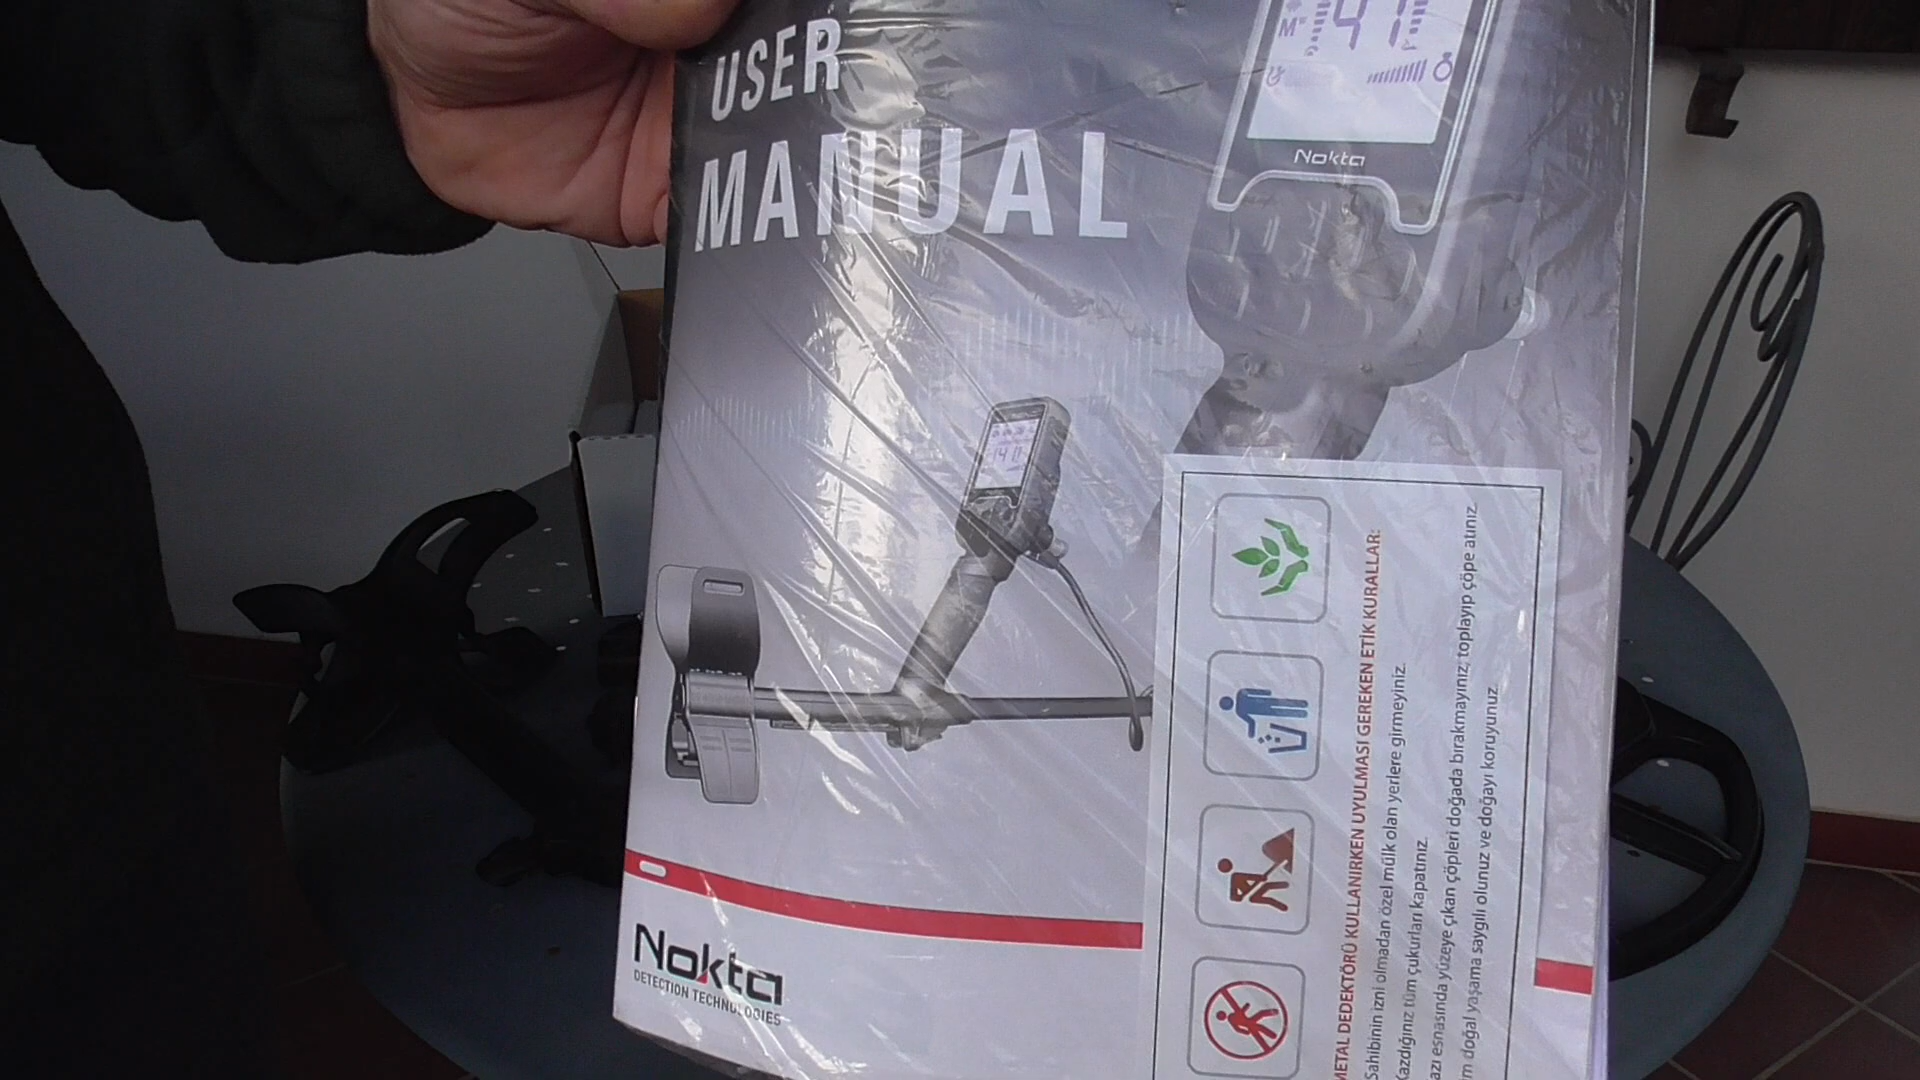 USER
MANUAL
Nokta
Nokta
DETECTION TECHNOLOGIES
METAL DEDEKTÖRÜ KULLANIRKEN UYULMASI GEREKEN ETİK KURALLAR:
Sahibinin izni olmadan özel mülk olan yerlere girmeyiniz.
Kazdığınız tüm çukurları kapatınız.
esnasında yüzeye çıkan çöpleri doğada bırakmayınız, toplayıp çöpe atınız.
doğal yaşama saygılı olunuz ve doğayı koruyunuz.